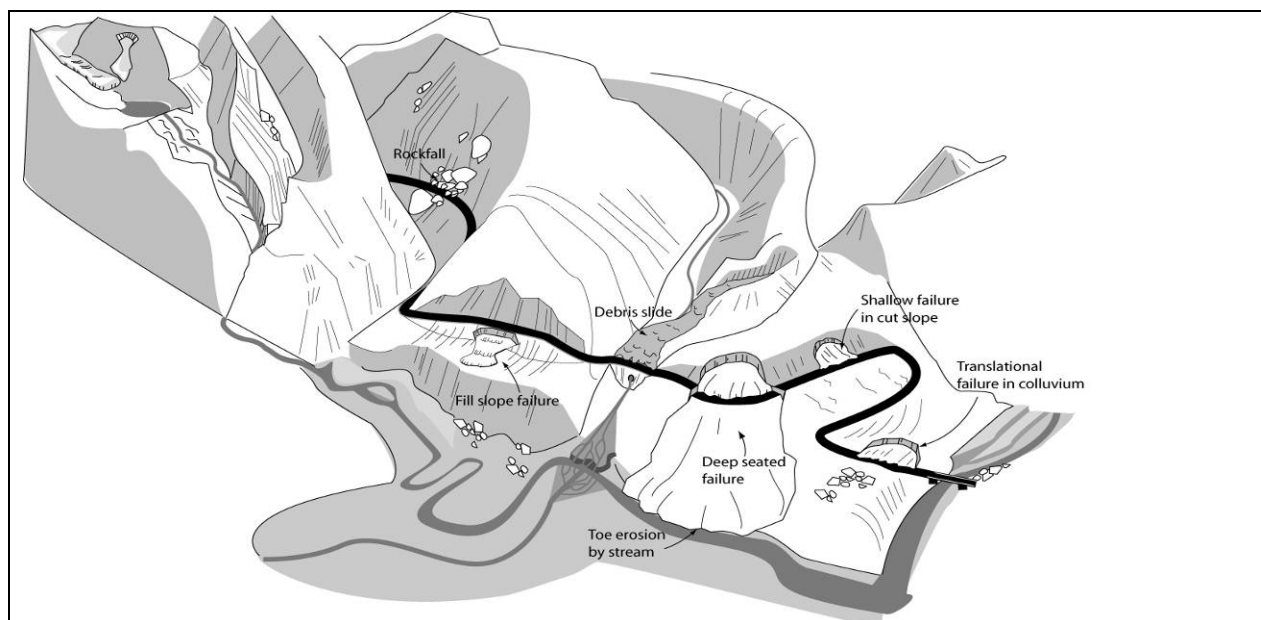 Rockfall
Debris slide
Shallow failure
in cut slope
Translational
failure in colluvium
Fill slope failure
Deep seated
failure
Toe erosion
by stream